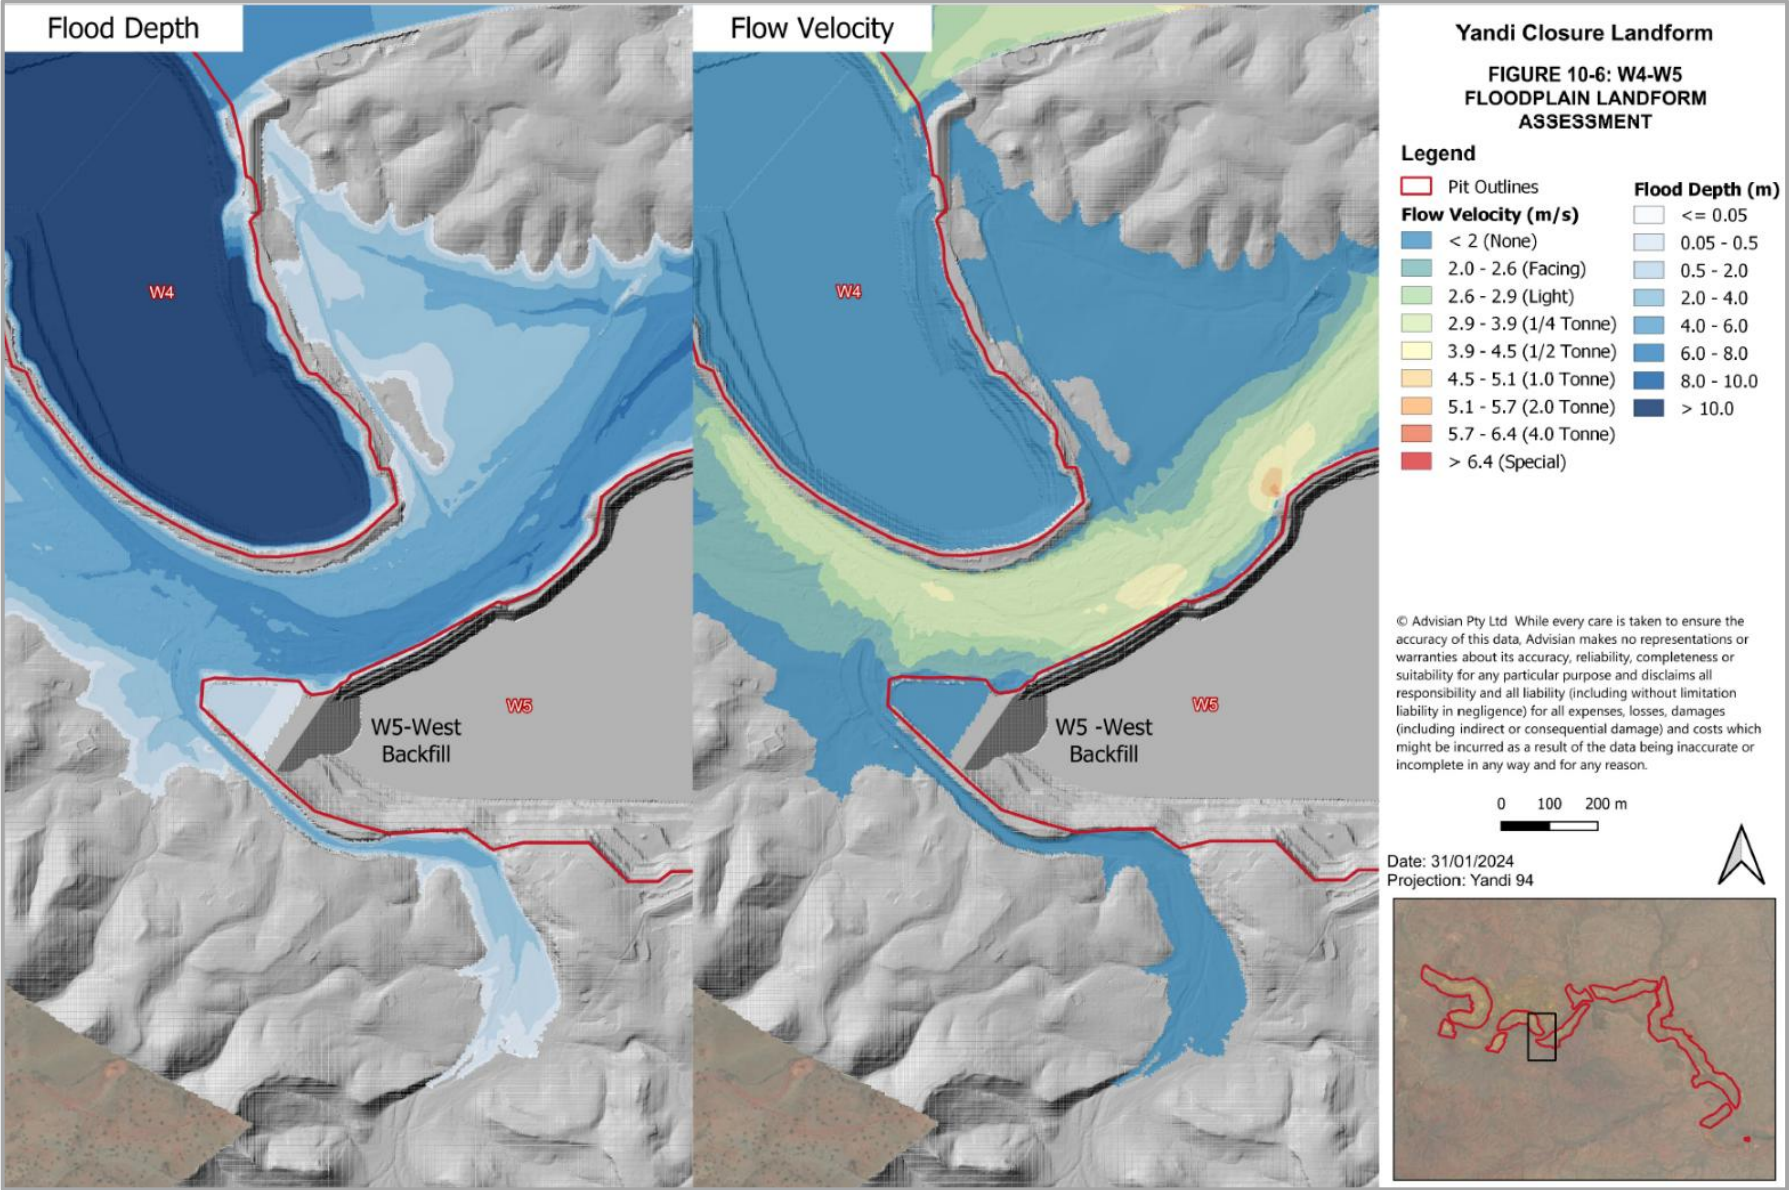 Flood Depth
W4
W5
W5-West
Backfill
Flow Velocity
W4
W5
W5 -West
Backfill
Yandi Closure Landform
FIGURE 10-6: W4-W5
FLOODPLAIN LANDFORM
ASSESSMENT
Legend
Pit Outlines
Flow Velocity (m/s)
< 2 (None)
2.0 - 2.6 (Facing)
2.6 - 2.9 (Light)
2.9 - 3.9 (1/4 Tonne)
3.9 - 4.5 (1/2 Tonne)
4.5 - 5.1 (1.0 Tonne)
5.1 - 5.7 (2.0 Tonne)
5.7 - 6.4 (4.0 Tonne)
> 6.4 (Special)
Flood Depth (m)
<= 0.05
0.05 - 0.5
0.5 - 2.0
2.0 - 4.0
4.0 - 6.0
6.0 - 8.0
8.0 - 10.0
> 10.0
© Advisian Pty Ltd While every care is taken to ensure the
accuracy of this data, Advisian makes no representations or
warranties about its accuracy, reliability, completeness or
suitability for any particular purpose and disclaims all
responsibility and all liability (including without limitation
liability in negligence) for all expenses, losses, damages
(including indirect or consequential damage) and costs which
might be incurred as a result of the data being inaccurate or
incomplete in any way and for any reason.
0 100 200 m
Date: 31/01/2024
Projection: Yandi 94